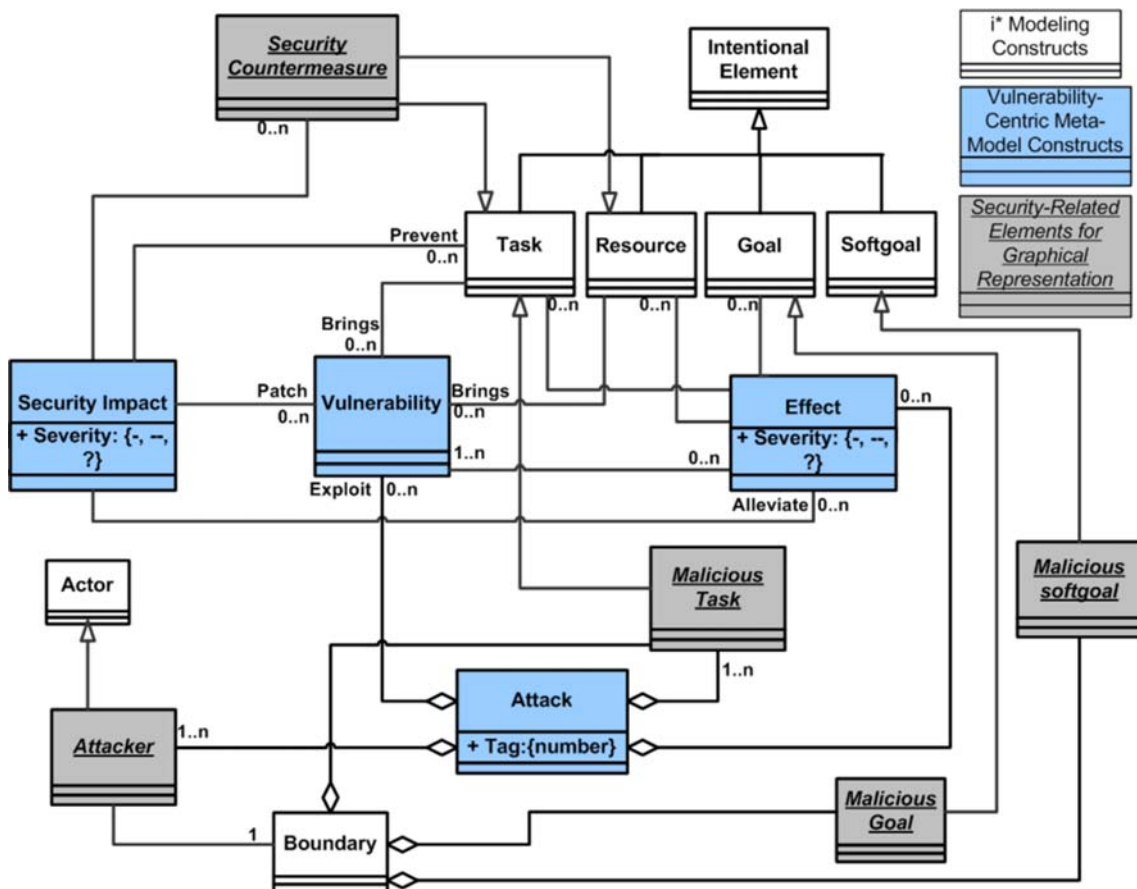 Security
Countermeasure
0..n
Intentional
Element
i* Modeling
Constructs
Vulnerability-
Centric Meta-
Model Constructs
Security-Related
Elements for
Graphical
Representation
Prevent
0..n
Task
Resource
Goal
Softgoal
0..n
0..n
0..n
Brings
0..n
Security Impact
+ Severity: {-, --,
?}
Patch
0..n
Vulnerability
Brings
0..n
1..n
0..n
Effect
+ Severity: {-, --,
?}
0..n
Exploit
0..n
Alleviate
0..n
Actor
Malicious
Task
Malicious
softgoal
1..n
Attack
+ Tag:{number}
Attacker
1..n
1
Boundary
Malicious
Goal